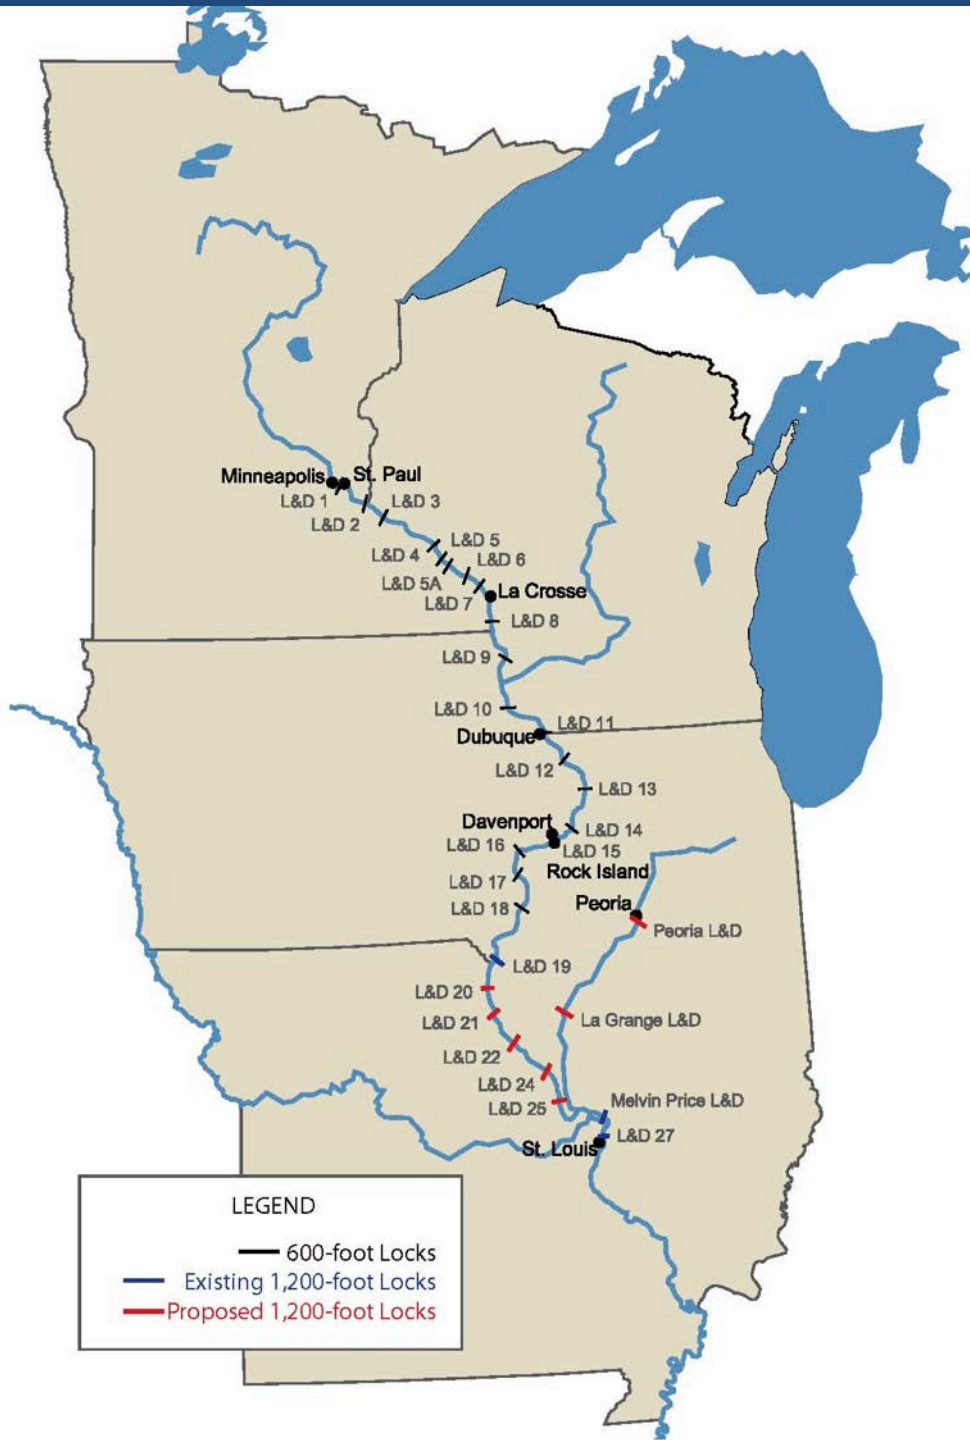 Minneapolis
St. Paul
L&D 1
L&D 3
L&D 2
L&D 5
L&D 4
L&D 6
L&D 5A
La Crosse
L&D 7
L&D 8
L&D 9
L&D 10
L&D 11
Dubuque
L&D 12
L&D 13
Davenport
L&D 14
L&D 16
L&D 15
Rock Island
L&D 17
Peoria
L&D 18
Peoria L&D
L&D 19
L&D 20
La Grange L&D
L&D 21
L&D 22
L&D 24
Melvin Price L&D
L&D 25
L&D 27
St. Louis
LEGEND
600-foot Locks
Existing 1,200-foot Locks
Proposed 1,200-foot Locks